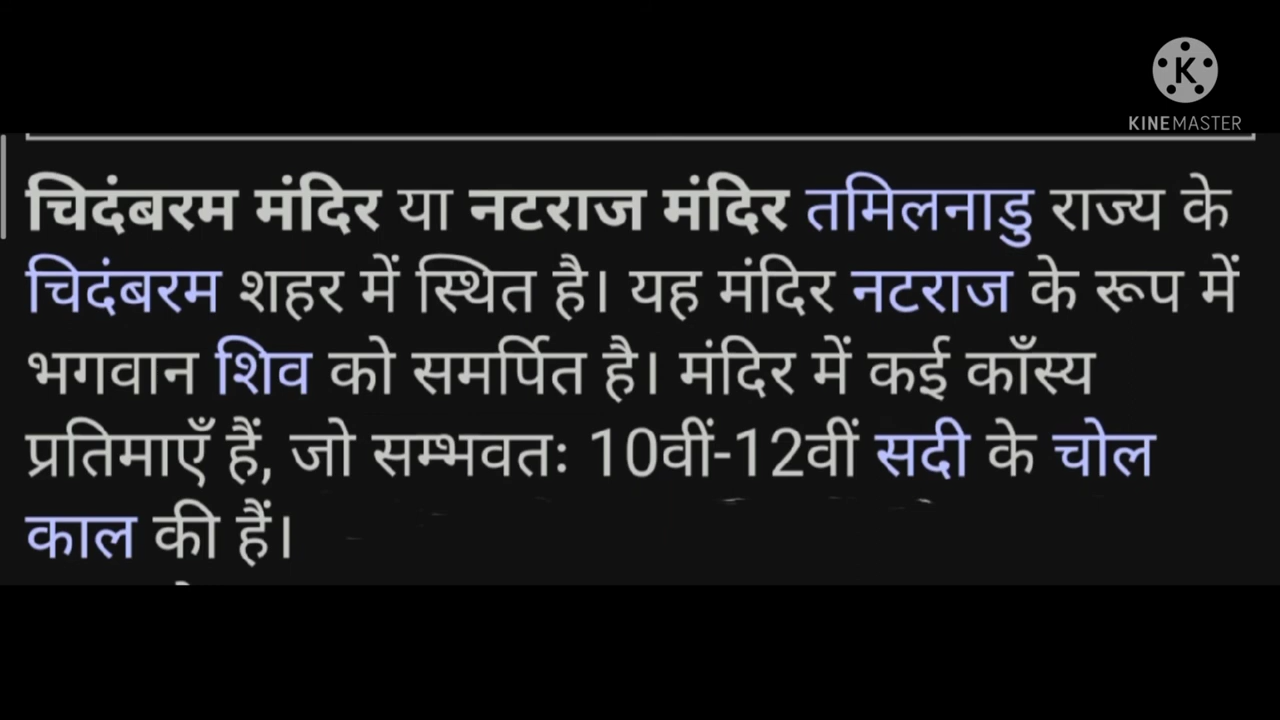 K
KINEMASTER
चिदंबरम मंदिर या नटराज मंदिर तमिलनाडु राज्य के
चिदंबरम शहर में स्थित है। यह मंदिर नटराज के रूप में
भगवान शिव को समर्पित है। मंदिर में कई काँस्य
प्रतिमाएँ हैं, जो सम्भवतः 10वीं-12वीं सदी के चोल
काल की हैं।